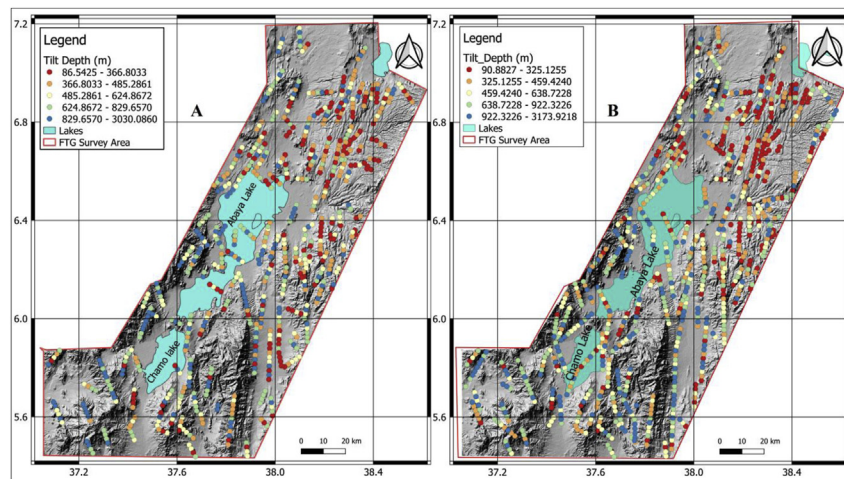 Legend
Tilt Depth (m)
86.5425 - 366.8033
366.8033 - 485.2861
485.2861 - 624.8672
624.8672 - 829.6570
829.6570 - 3030.0860
Lakes
FTG Survey Area
A
Abaya Lake
Chamo lake
0 10 20 km
7.2
6.8
6.4
6.0
5.6
37.2 37.6 38.0 38.4
Legend
Tilt_Depth (m)
90.8827 - 325.1255
325.1255 - 459.4240
459.4240 - 638.7228
638.7228 - 922.3226
922.3226 - 3173.9218
Lakes
FTG Survey Area
B
Abaya Lake
Chamo Lake
0 10 20 km
7.2
6.8
6.4
6.0
5.6
37.2 37.6 38.0 38.4